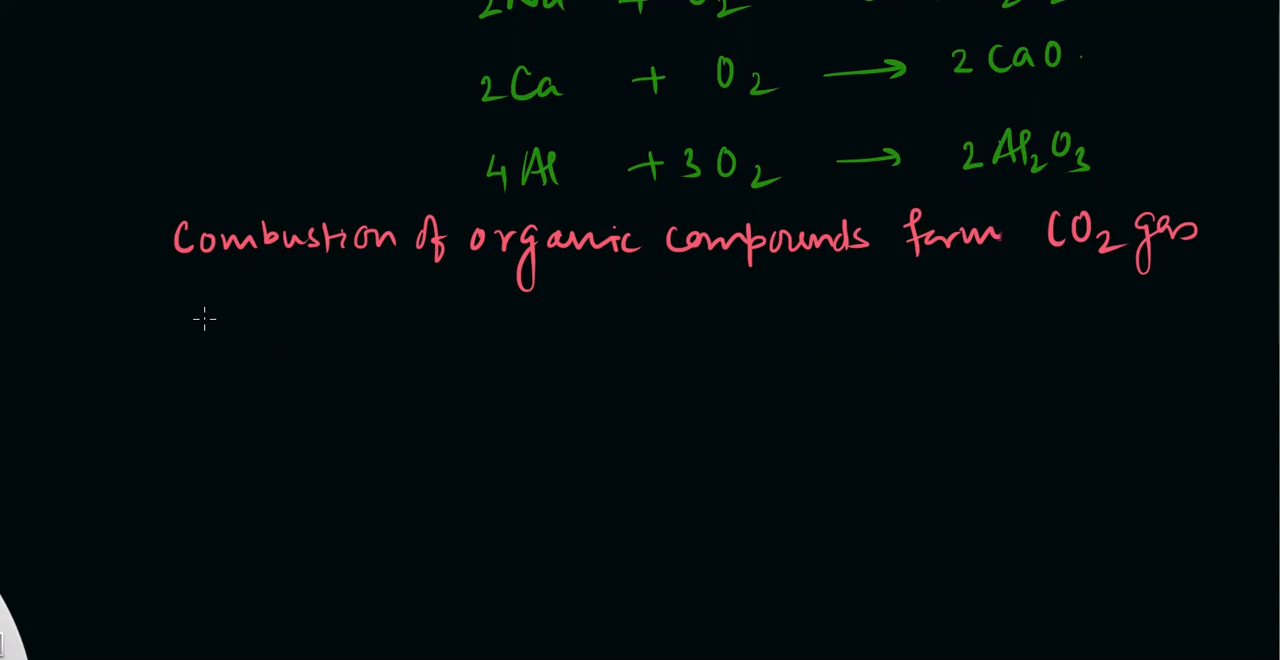 2Ca + O2 → 2CaO
4Al + 3O2 → 2Al2O3
Combustion of organic compounds form CO2 gas